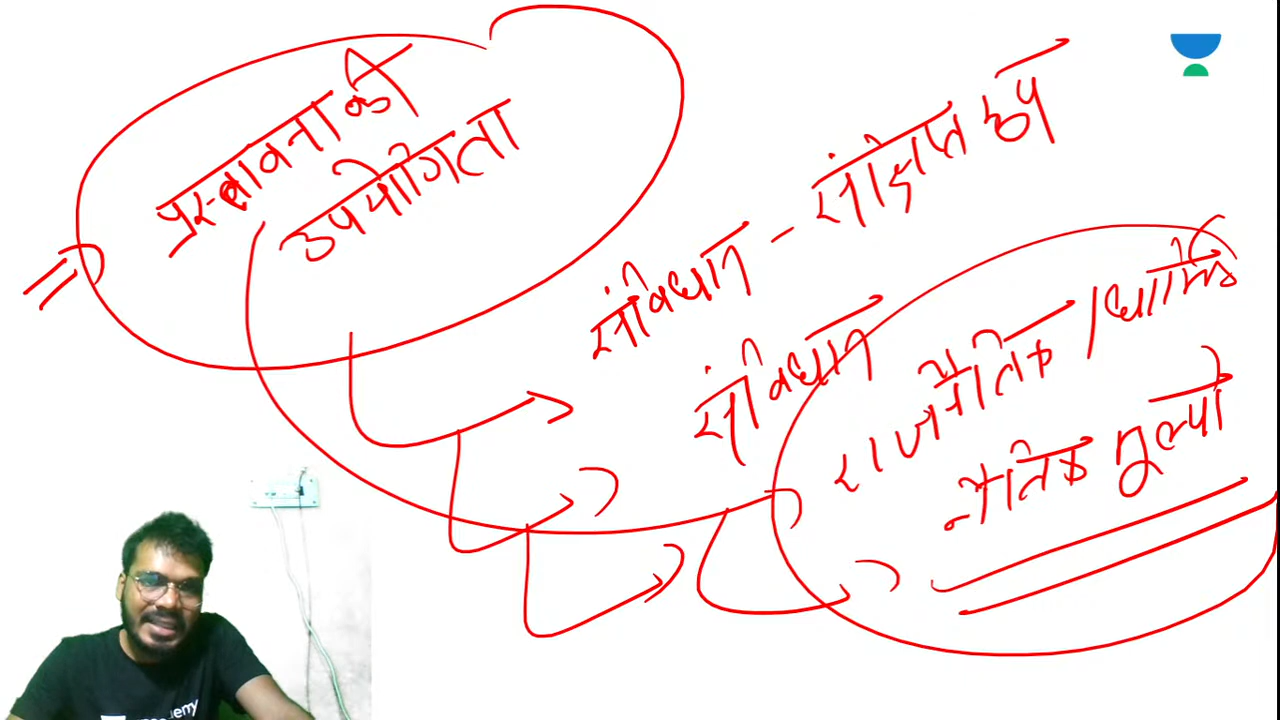 प्रस्तावना की
उपयोगिता
संविधान - संक्षिप्त रूप
संविधान
राजनैतिक / धार्मिक
नैतिक मूल्यों